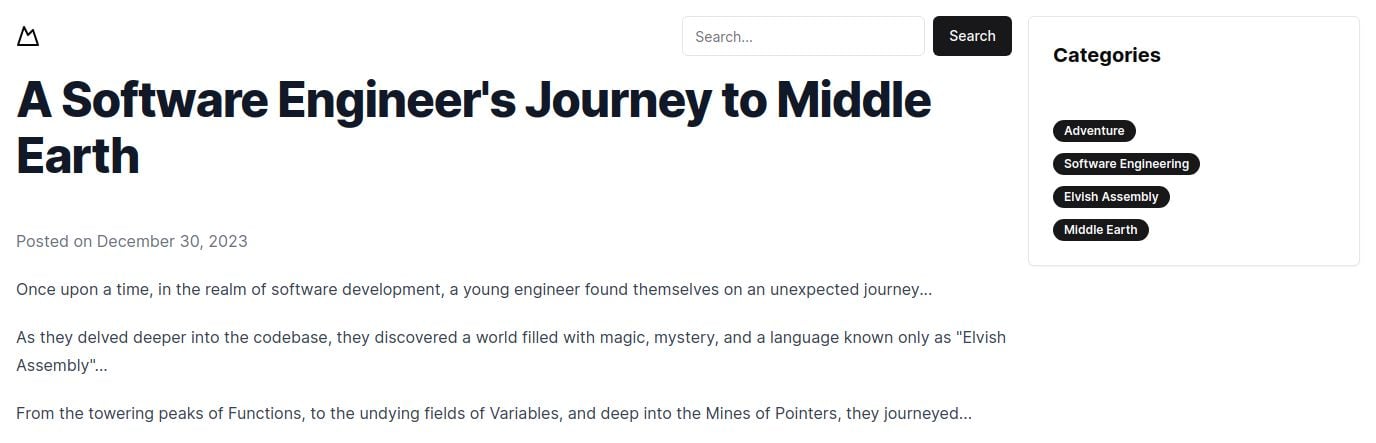 Search...
Search
A Software Engineer's Journey to Middle
Earth
Posted on December 30, 2023
Once upon a time, in the realm of software development, a young engineer found themselves on an unexpected journey...
As they delved deeper into the codebase, they discovered a world filled with magic, mystery, and a language known only as "Elvish
Assembly"...
From the towering peaks of Functions, to the undying fields of Variables, and deep into the Mines of Pointers, they journeyed...
Categories
Adventure
Software Engineering
Elvish Assembly
Middle Earth